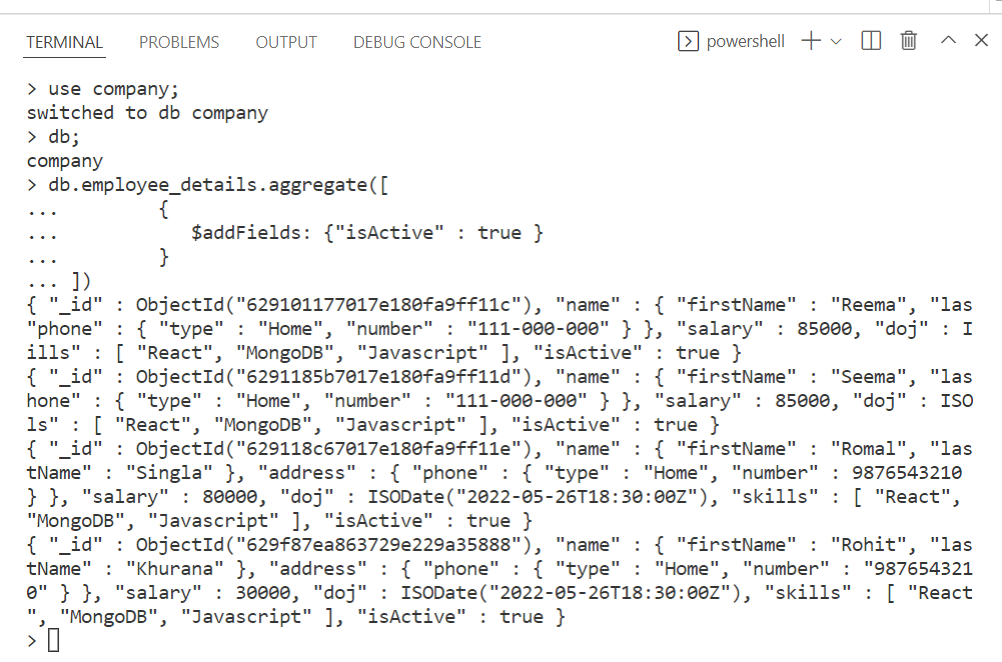 TERMINAL PROBLEMS OUTPUT DEBUG CONSOLE powershell
> use company;
switched to db company
> db;
company
> db.employee_details.aggregate([
... {
... $addFields: {"isActive" : true }
... }
... ])
{ "_id" : ObjectId("629101177017e180fa9ff11c"), "name" : { "firstName" : "Reema", "las
"phone" : { "type" : "Home", "number" : "111-000-000" } }, "salary" : 85000, "doj" : I
ills" : [ "React", "MongoDB", "Javascript" ], "isActive" : true }
{ "_id" : ObjectId("6291185b7017e180fa9ff11d"), "name" : { "firstName" : "Seema", "las
hone" : { "type" : "Home", "number" : "111-000-000" } }, "salary" : 85000, "doj" : ISO
ls" : [ "React", "MongoDB", "Javascript" ], "isActive" : true }
{ "_id" : ObjectId("629118c67017e180fa9ff11e"), "name" : { "firstName" : "Romal", "las
tName" : "Singla" }, "address" : { "phone" : { "type" : "Home", "number" : 9876543210
} }, "salary" : 80000, "doj" : ISODate("2022-05-26T18:30:00Z"), "skills" : [ "React",
"MongoDB", "Javascript" ], "isActive" : true }
{ "_id" : ObjectId("629f87ea863729e229a35888"), "name" : { "firstName" : "Rohit", "las
tName" : "Khurana" }, "address" : { "phone" : { "type" : "Home", "number" : "987654321
0" } }, "salary" : 30000, "doj" : ISODate("2022-05-26T18:30:00Z"), "skills" : [ "React
", "MongoDB", "Javascript" ], "isActive" : true }
>